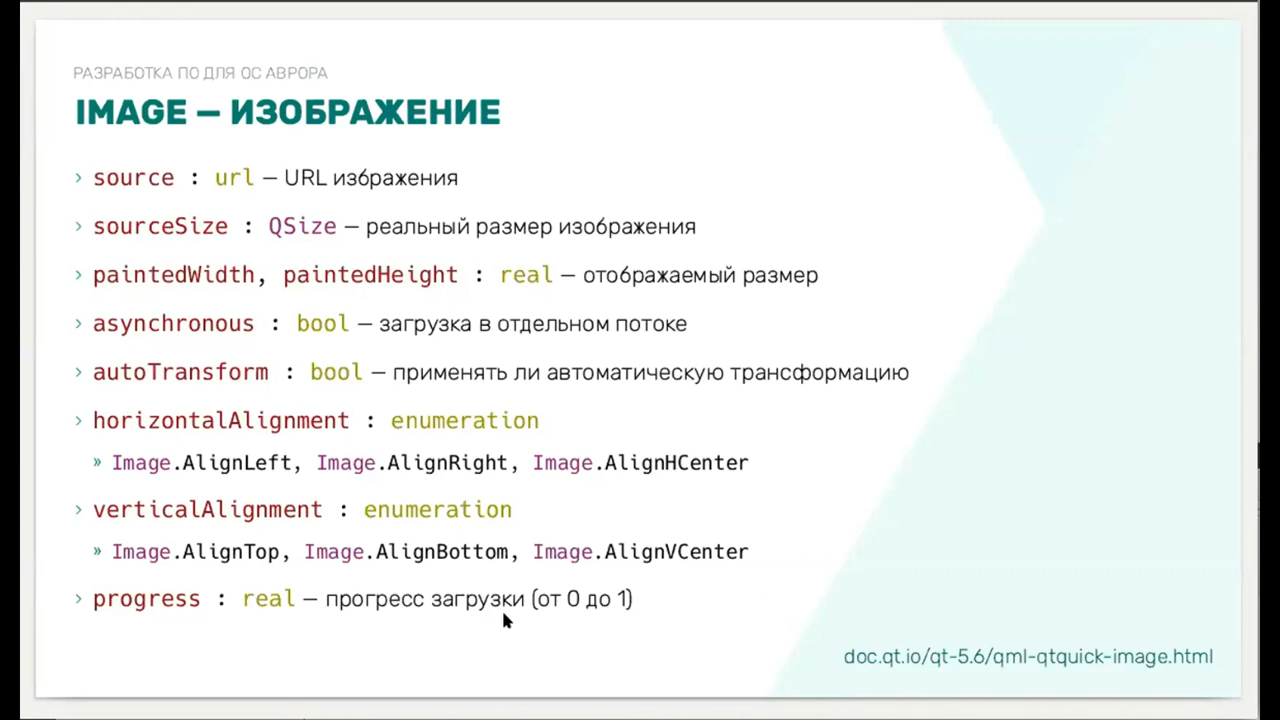 РАЗРАБОТКА ПО ДЛЯ ОС АВРОРА
IMAGE — ИЗОБРАЖЕНИЕ
› source : url — URL избражения
› sourceSize : QSize — реальный размер изображения
› paintedWidth, paintedHeight : real — отображаемый размер
› asynchronous : bool — загрузка в отдельном потоке
› autoTransform : bool — применять ли автоматическую трансформацию
› horizontalAlignment : enumeration
» Image.AlignLeft, Image.AlignRight, Image.AlignHCenter
› verticalAlignment : enumeration
» Image.AlignTop, Image.AlignBottom, Image.AlignVCenter
› progress : real — прогресс загрузки (от 0 до 1)
doc.qt.io/qt-5.6/qml-qtquick-image.html